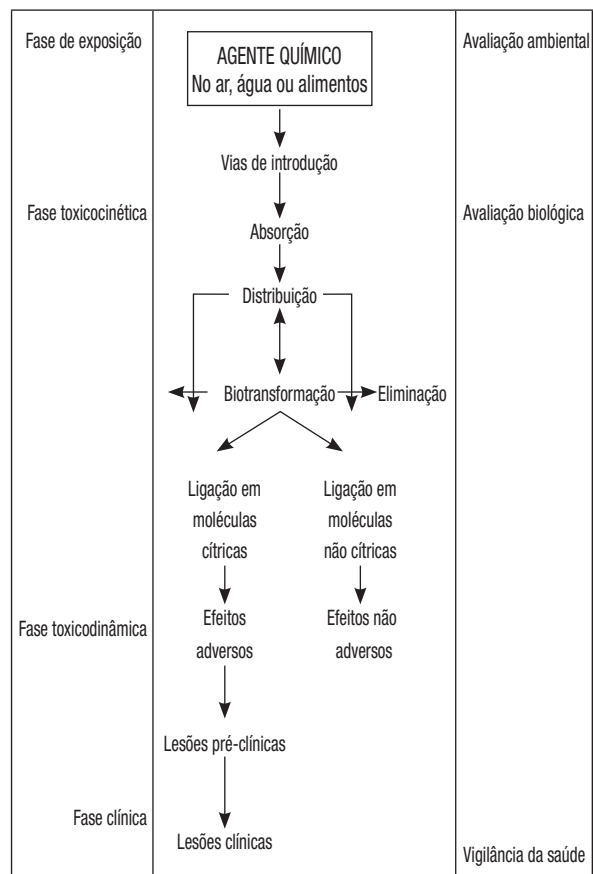 Fase de exposição
AGENTE QUÍMICO
No ar, água ou alimentos
Avaliação ambiental
Vias de introdução
Fase toxicocinética
Avaliação biológica
Absorção
Distribuição
Biotransformação
Eliminação
Ligação em
moléculas
cítricas
Ligação em
moléculas
não cítricas
Fase toxicodinâmica
Efeitos
adversos
Efeitos não
adversos
Lesões pré-clínicas
Fase clínica
Lesões clínicas
Vigilância da saúde